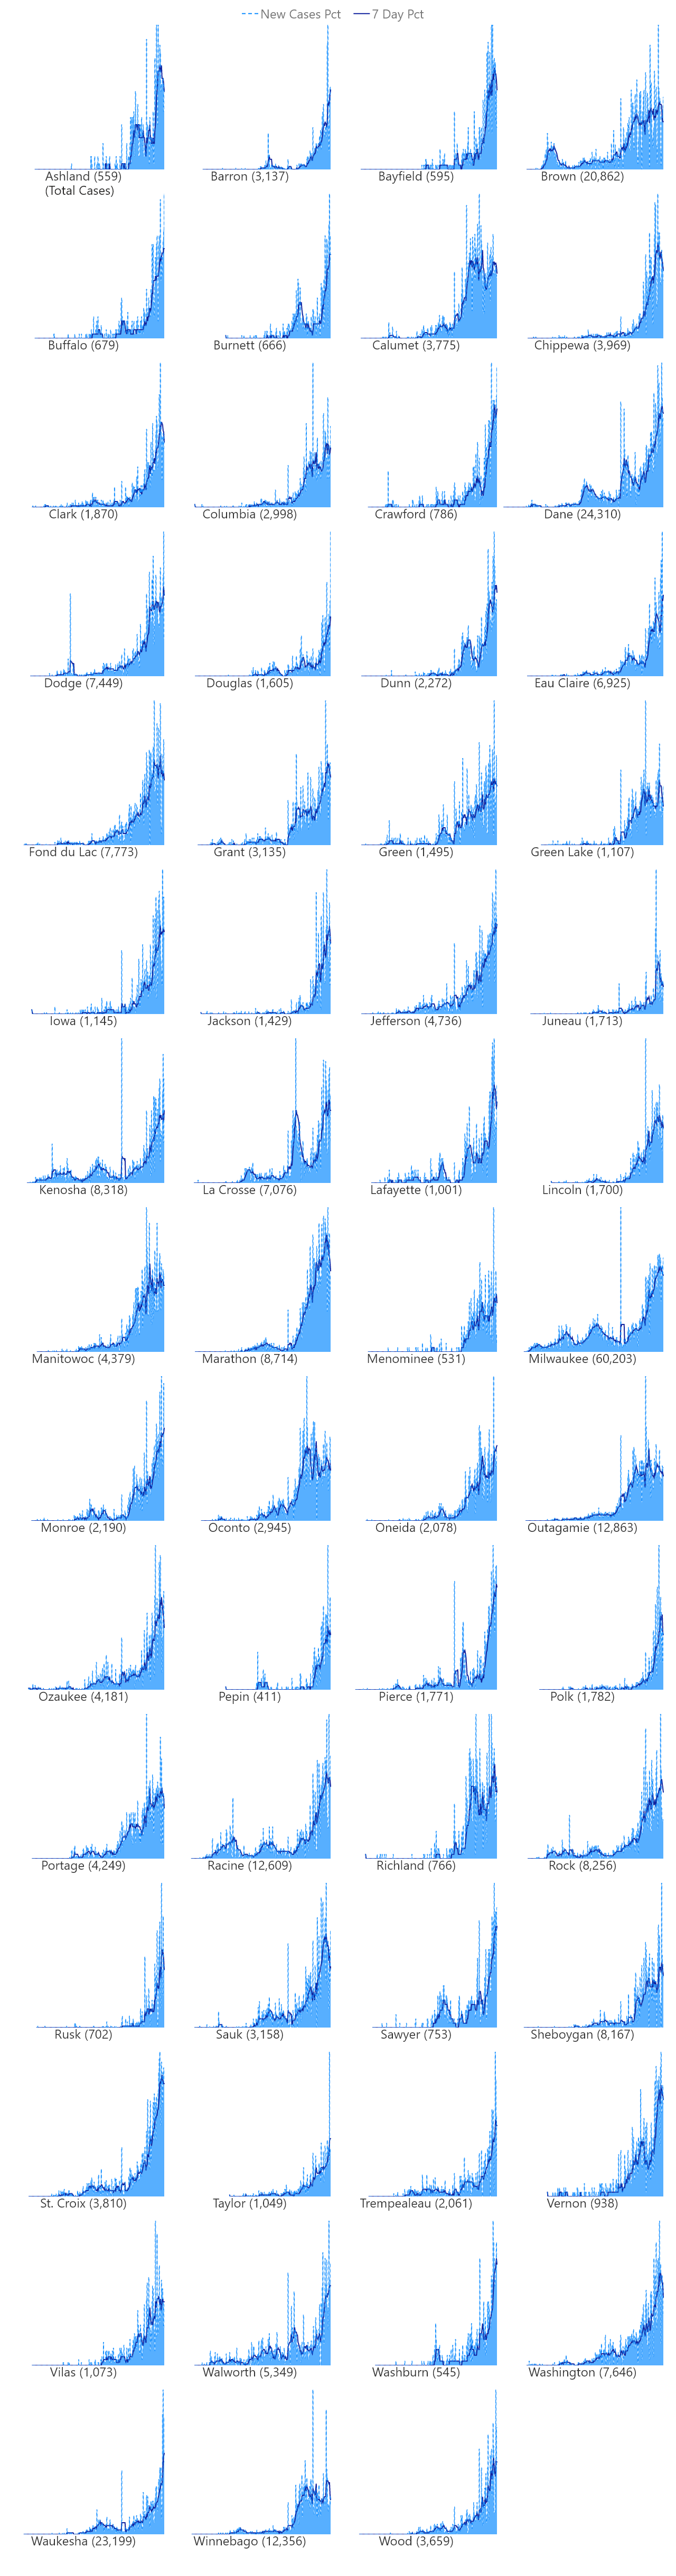 New Cases Pct 7 Day Pct
Ashland (559) Barron (3,137) Bayfield (595) Brown (20,862)
(Total Cases)
Buffalo (679) Burnett (666) Calumet (3,775) Chippewa (3,969)
Clark (1,870) Columbia (2,998) Crawford (786) Dane (24,310)
Dodge (7,449) Douglas (1,605) Dunn (2,272) Eau Claire (6,925)
Fond du Lac (7,773) Grant (3,135) Green (1,495) Green Lake (1,107)
Iowa (1,145) Jackson (1,429) Jefferson (4,736) Juneau (1,713)
Kenosha (8,318) La Crosse (7,076) Lafayette (1,001) Lincoln (1,700)
Manitowoc (4,379) Marathon (8,714) Menominee (531) Milwaukee (60,203)
Monroe (2,190) Oconto (2,945) Oneida (2,078) Outagamie (12,863)
Ozaukee (4,181) Pepin (411) Pierce (1,771) Polk (1,782)
Portage (4,249) Racine (12,609) Richland (766) Rock (8,256)
Rusk (702) Sauk (3,158) Sawyer (753) Sheboygan (8,167)
St. Croix (3,810) Taylor (1,049) Trempealeau (2,061) Vernon (938)
Vilas (1,073) Walworth (5,349) Washburn (545) Washington (7,646)
Waukesha (23,199) Winnebago (12,356) Wood (3,659)